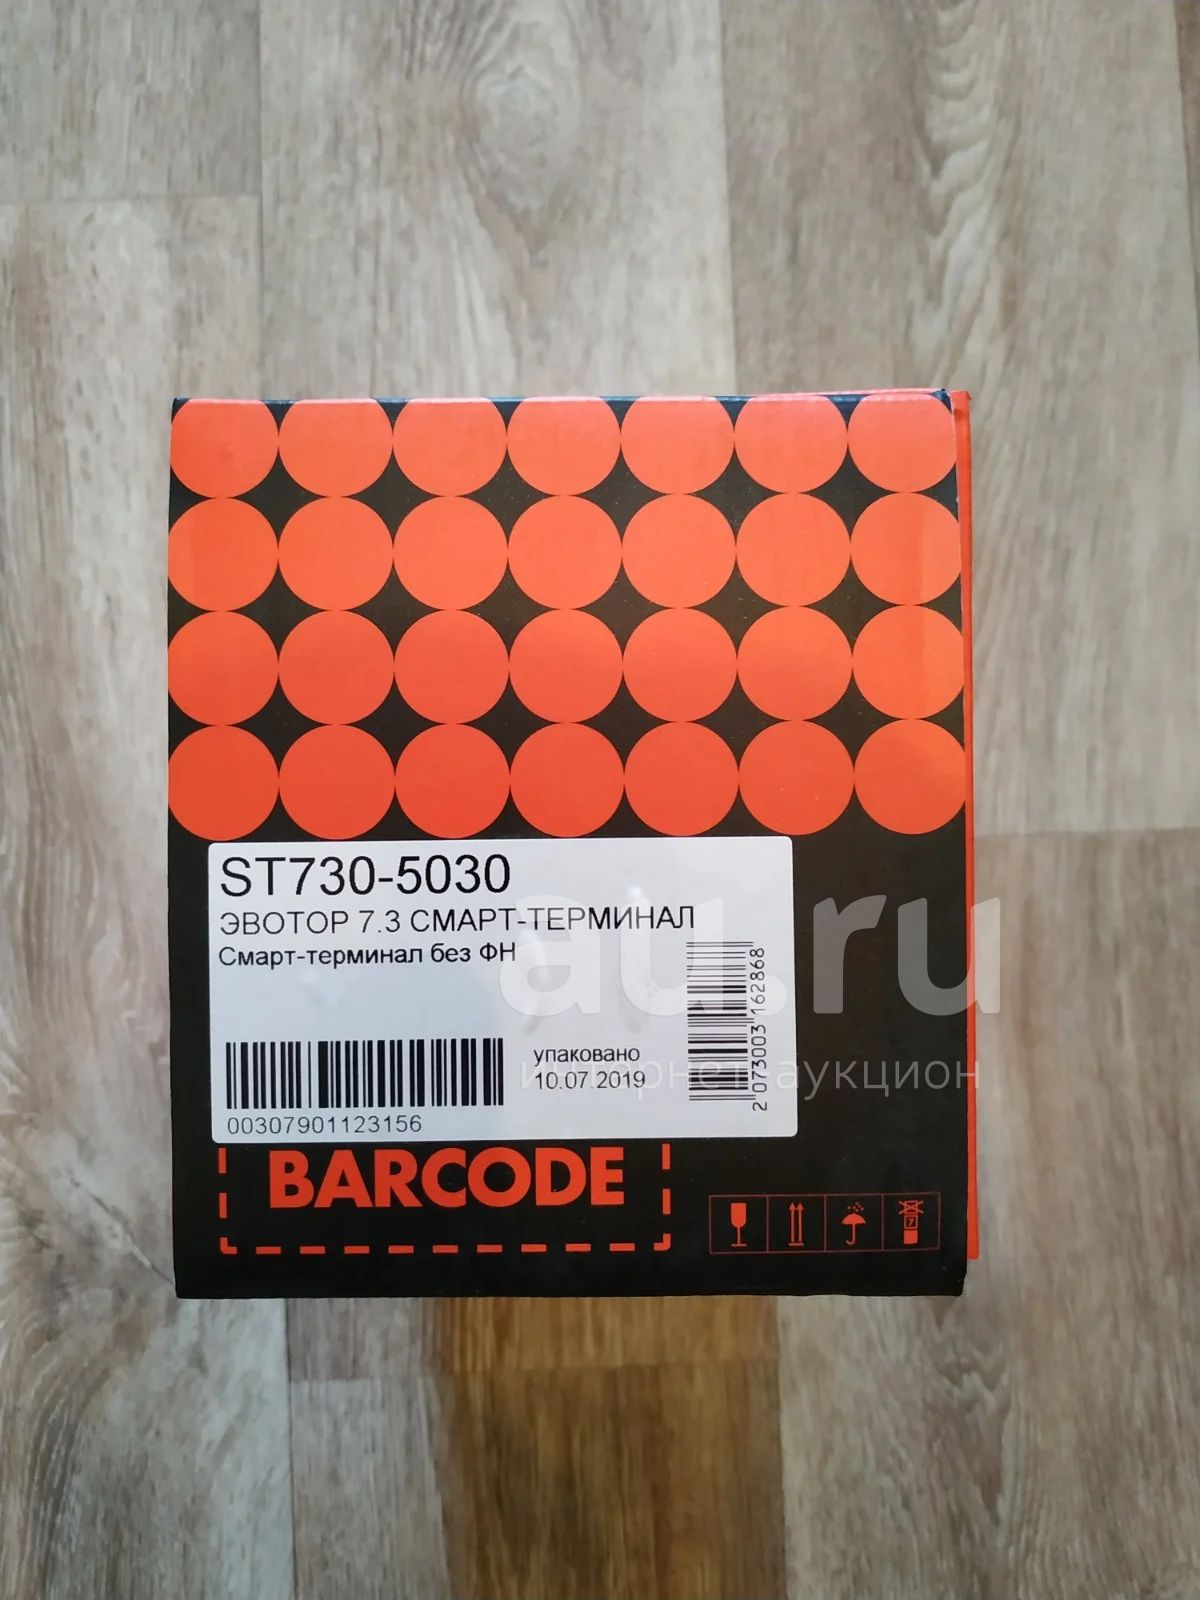 ST730-5030
ЭВОТОР 7.3 СМАРТ-ТЕРМИНАЛ
Смарт-терминал без ФН
au.ru
интернет-аукцион
упаковано
10.07.2019
00307901123156
2 073003 162868
BARCODE
7